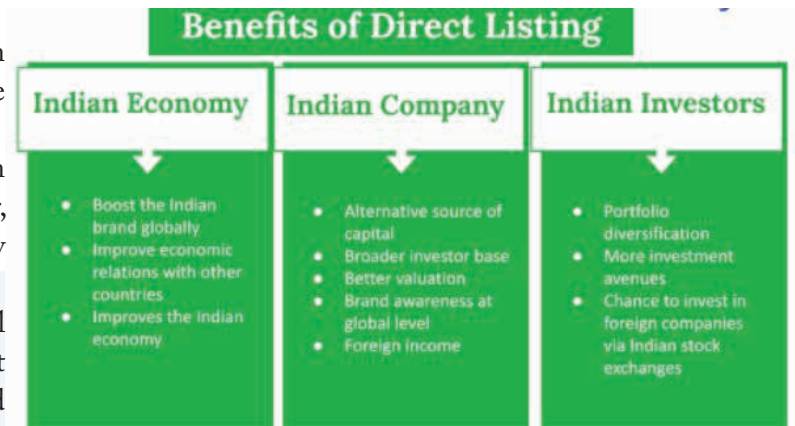 Benefits of Direct Listing
Indian Economy
• Boost the Indian
brand globally
• Improve economic
relations with other
countries
• Improves the Indian
economy
Indian Company
• Alternative source of
capital
• Broader investor base
• Better valuation
• Brand awareness at
global level
• Foreign income
Indian Investors
• Portfolio
diversification
• More investment
avenues
• Chance to invest in
foreign companies
via Indian stock
exchanges